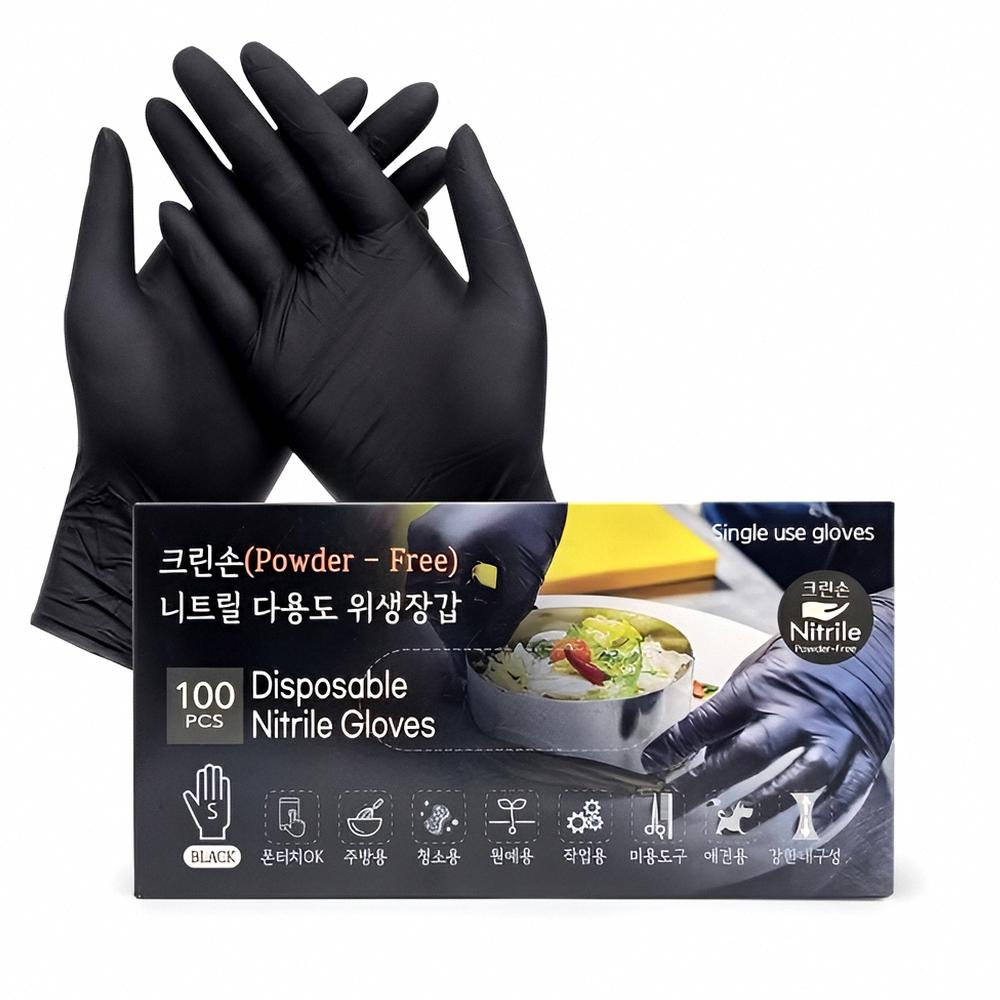 크린손(Powder - Free)
니트릴 다용도 위생장갑
Single use gloves
크린손
Nitrile
Powder-Free
100
PCS
Disposable
Nitrile Gloves
S
BLACK
폰터치OK
주방용
청소용
원예용
작업용
미용도구
애견용
강한내구성